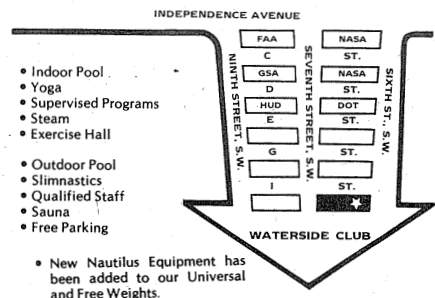 INDEPENDENCE AVENUE
FAA NASA
C ST.
GSA NASA
D ST.
HUD DOT
E ST.
G ST.
I ST.
NINTH STREET, S.W.
SEVENTH STREET, S.W.
SIXTH ST., S.W.
WATERSIDE CLUB
• Indoor Pool
• Yoga
• Supervised Programs
• Steam
• Exercise Hall
• Outdoor Pool
• Slimnastics
• Qualified Staff
• Sauna
• Free Parking
• New Nautilus Equipment has
been added to our Universal
and Free Weights.